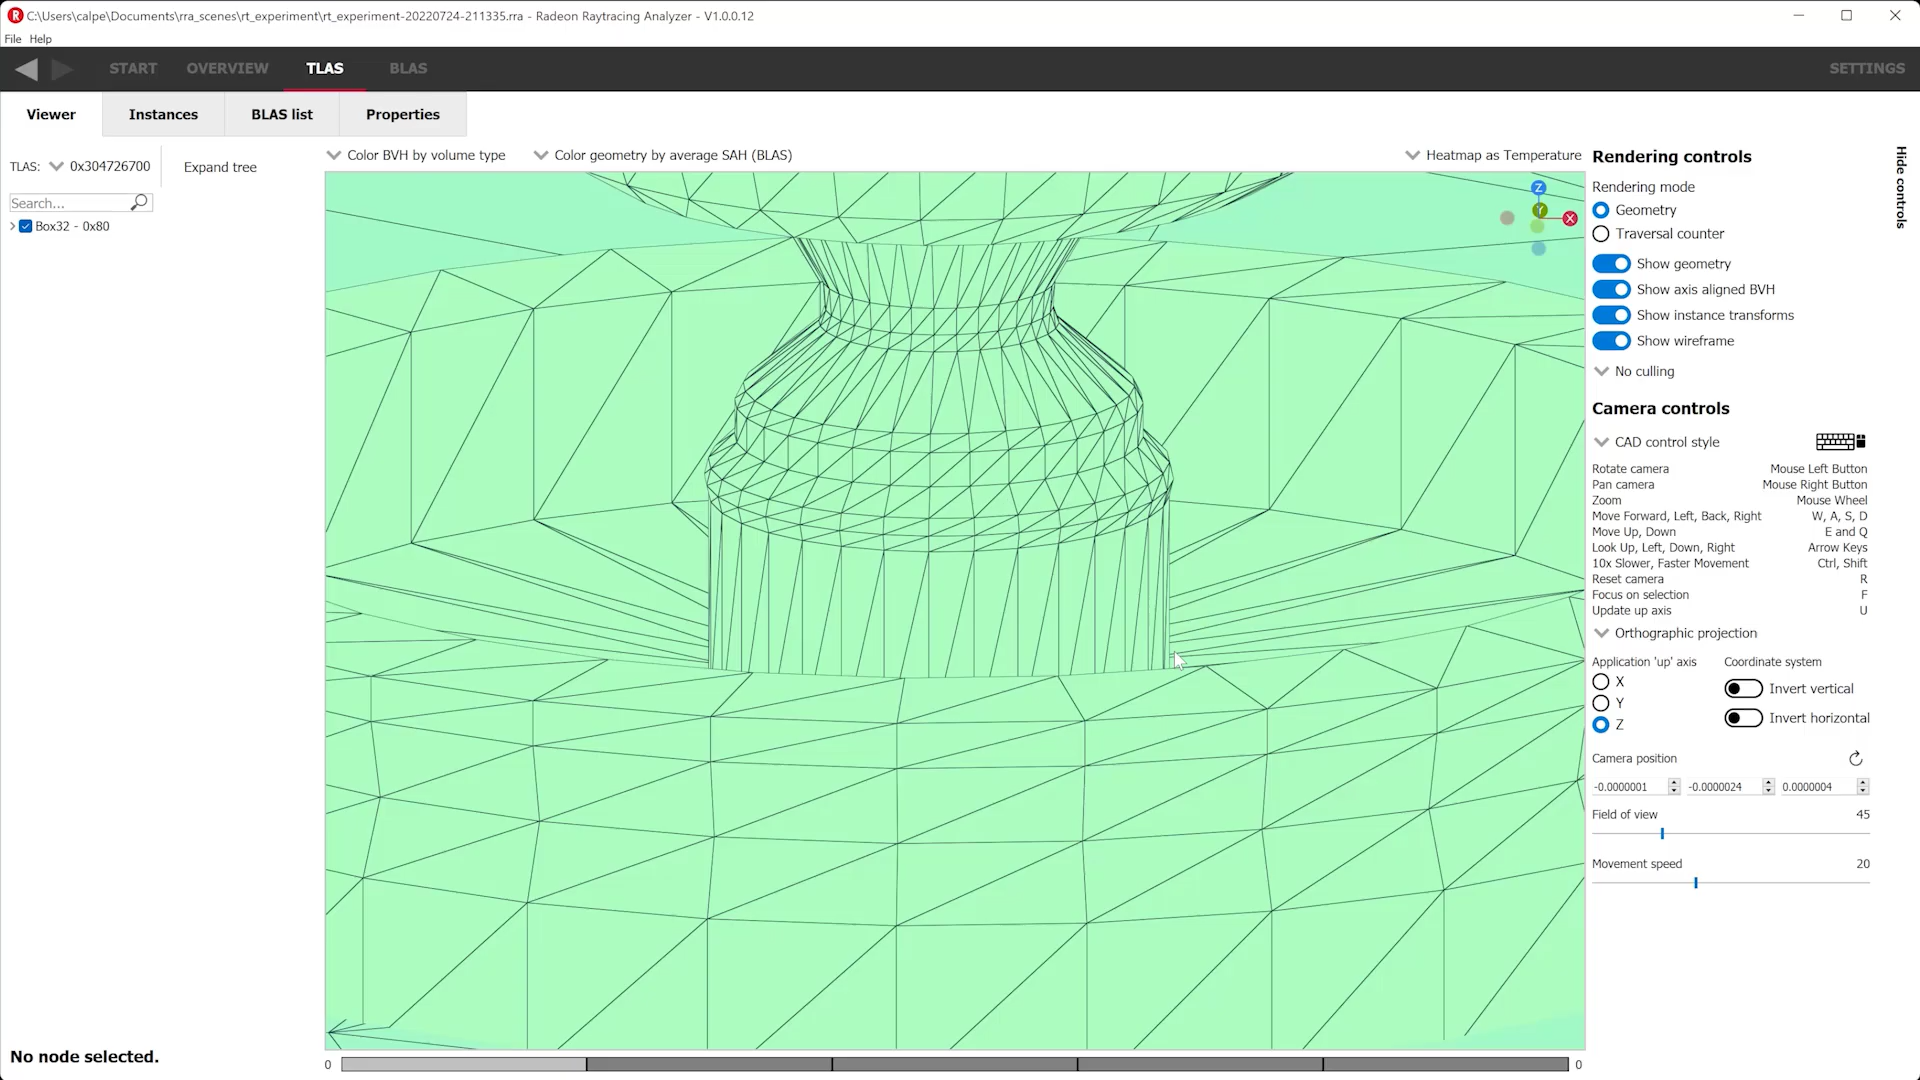 C:\Users\calpe\Documents\rra_scenes\rt_experiment\rt_experiment-20220724-211335.rra - Radeon Raytracing Analyzer - V1.0.0.12
File Help
START OVERVIEW TLAS BLAS SETTINGS
Viewer Instances BLAS list Properties
TLAS: 0x304726700 Expand tree
Search...
Box32 - 0x80
Color BVH by volume type Color geometry by average SAH (BLAS) Heatmap as Temperature
Z
Y
X
Rendering controls
Hide controls
Rendering mode
Geometry
Traversal counter
Show geometry
Show axis aligned BVH
Show instance transforms
Show wireframe
No culling
Camera controls
CAD control style
Rotate camera Mouse Left Button
Pan camera Mouse Right Button
Zoom Mouse Wheel
Move Forward, Left, Back, Right W, A, S, D
Move Up, Down E and Q
Look Up, Left, Down, Right Arrow Keys
10x Slower, Faster Movement Ctrl, Shift
Reset camera R
Focus on selection F
Update up axis U
Orthographic projection
Application 'up' axis Coordinate system
X
Y
Z
Invert vertical
Invert horizontal
Camera position
-0.0000001 -0.0000024 0.0000004
Field of view 45
Movement speed 20
No node selected.
0 0